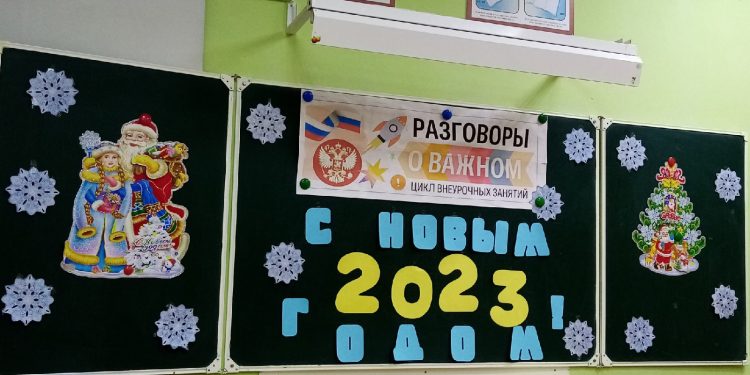 РАЗГОВОРЫ
О ВАЖНОМ
ЦИКЛ ВНЕУРОЧНЫХ ЗАНЯТИЙ
С НОВЫМ
2023
ГОДОМ!